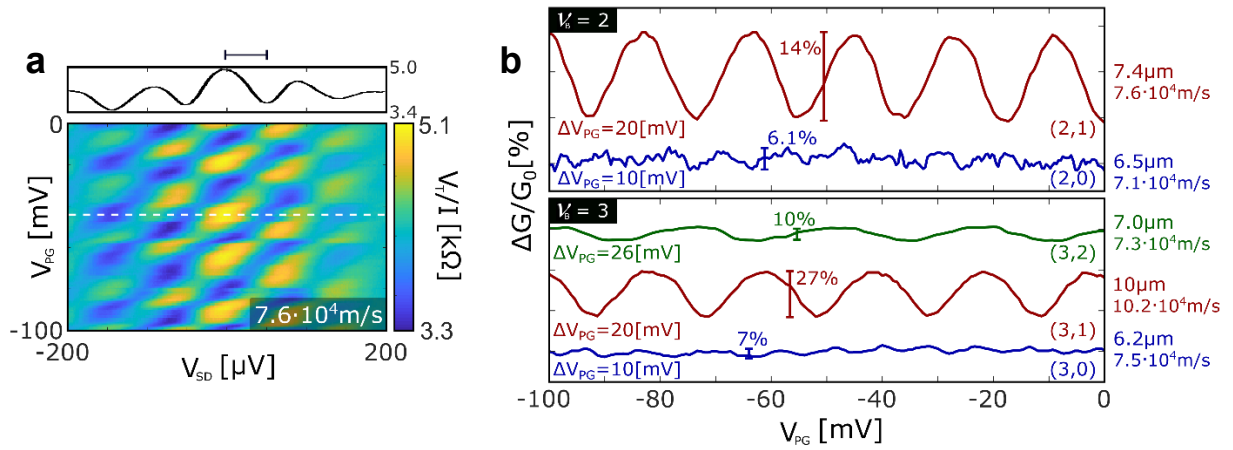 a
5.0
3.4
0
-100
V_PG [mV]
7.6·10⁴m/s
-200
200
V_SD [μV]
5.1
3.3
V_⊥/I [kΩ]
b
ν_B = 2
14%
ΔV_PG=20[mV]
(2,1)
7.4μm
7.6·10⁴m/s
6.1%
ΔV_PG=10[mV]
(2,0)
6.5μm
7.1·10⁴m/s
ΔG/G₀[%]
ν_B = 3
10%
ΔV_PG=26[mV]
(3,2)
7.0μm
7.3·10⁴m/s
27%
ΔV_PG=20[mV]
(3,1)
10μm
10.2·10⁴m/s
7%
ΔV_PG=10[mV]
(3,0)
6.2μm
7.5·10⁴m/s
-100
-80
-60
-40
-20
0
V_PG [mV]